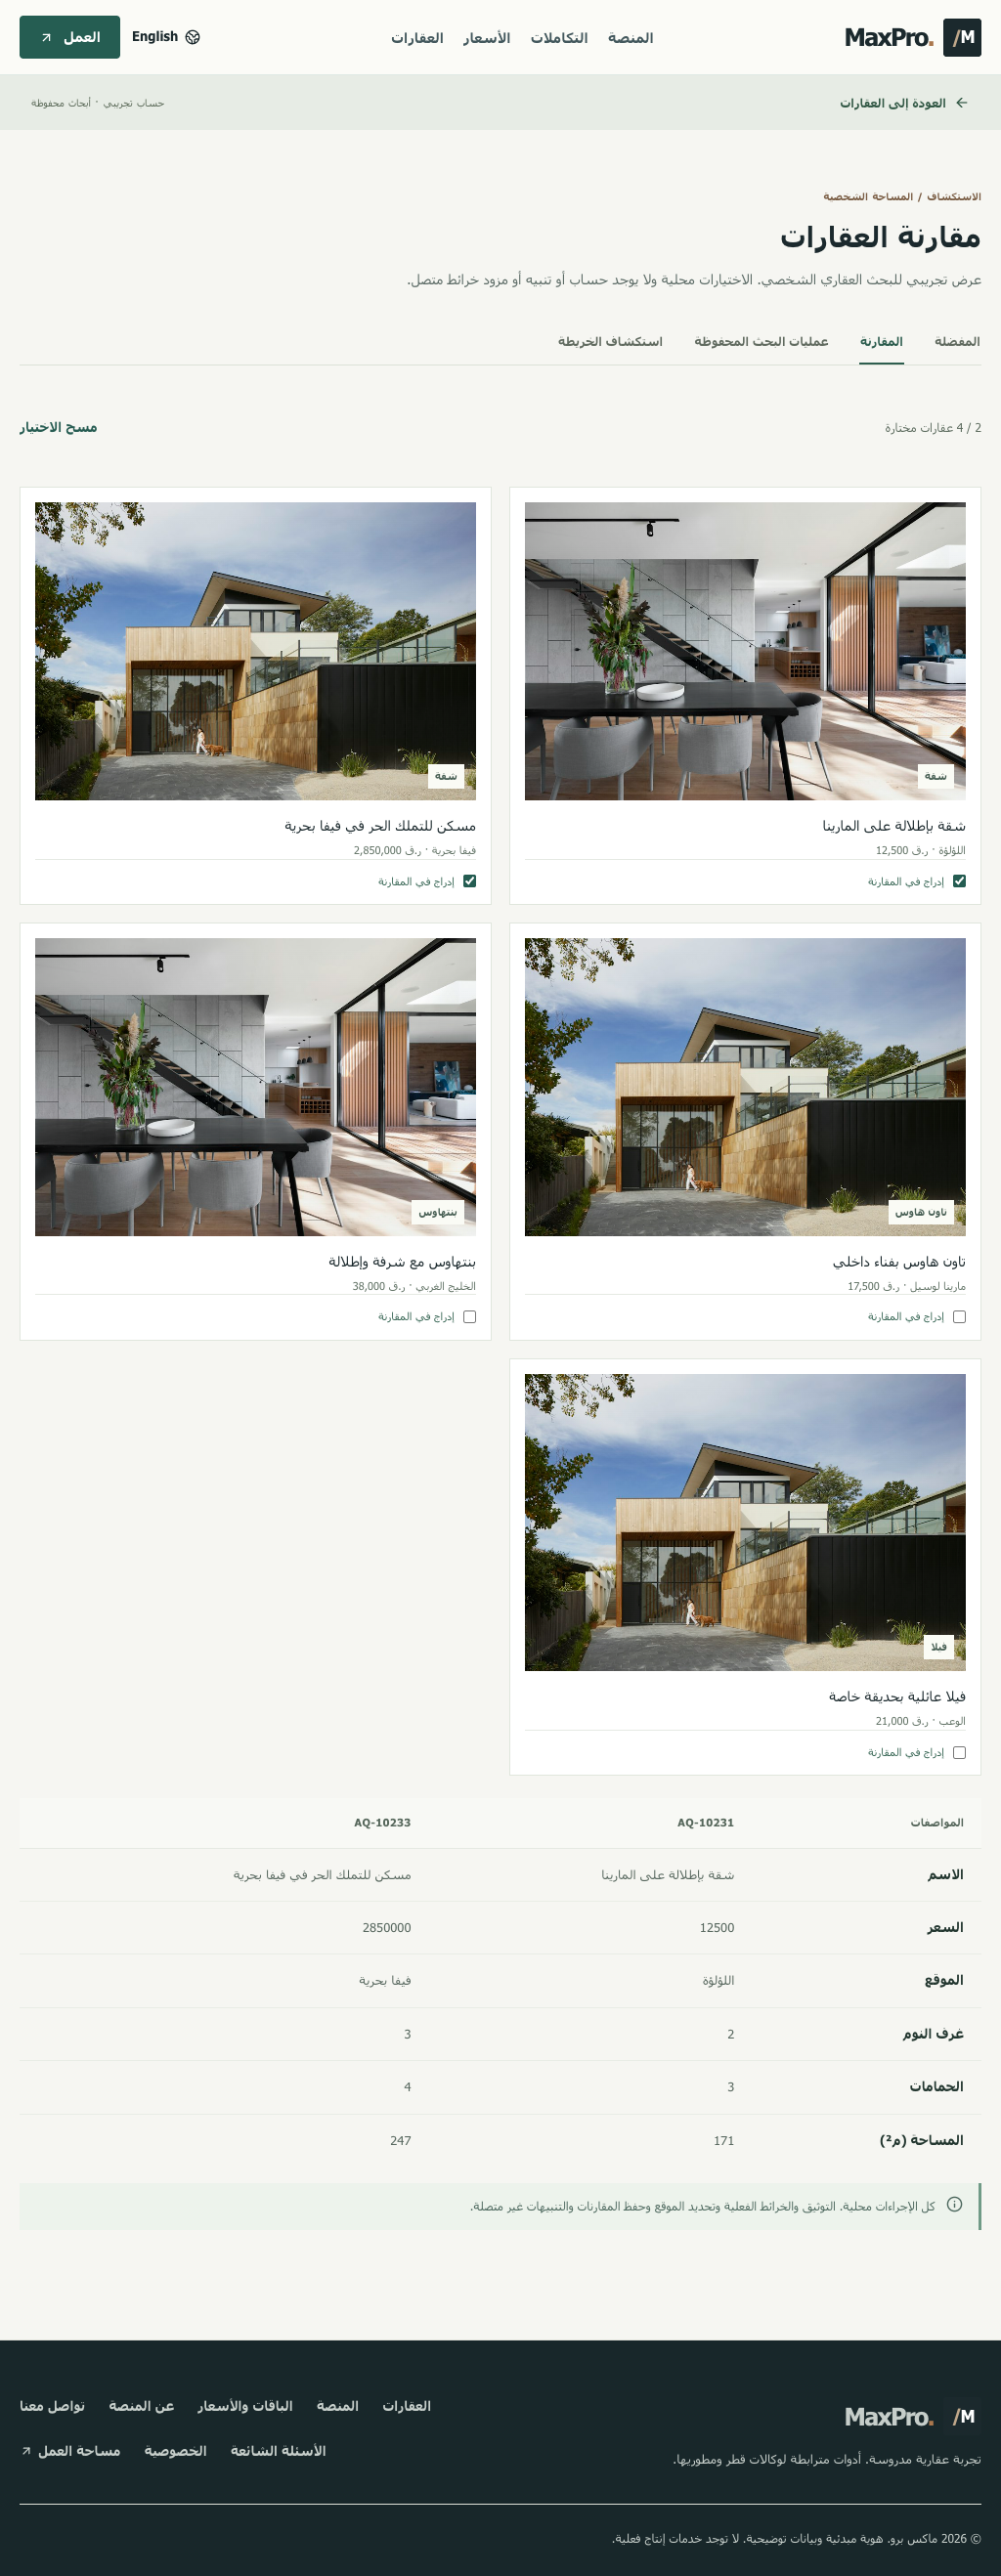 M/ MaxPro.
المنصة التكاملات الأسعار العقارات
English
العمل
العودة إلى العقارات
حساب تجريبي · أبحاث محفوظة
الاستكشاف / المساحة الشخصية
مقارنة العقارات
عرض تجريبي للبحث العقاري الشخصي. الاختيارات محلية ولا يوجد حساب أو تنبيه أو مزود خرائط متصل.
المفضلة المقارنة عمليات البحث المحفوظة استكشاف الخريطة
2 / 4 عقارات مختارة
مسح الاختيار
شقة
شقة بإطلالة على المارينا
اللؤلؤة · ر.ق 12,500
إدراج في المقارنة
شقة
مسكن للتملك الحر في فيفا بحرية
فيفا بحرية · ر.ق 2,850,000
إدراج في المقارنة
تاون هاوس
تاون هاوس بفناء داخلي
مارينا لوسيل · ر.ق 17,500
إدراج في المقارنة
بنتهاوس
بنتهاوس مع شرفة وإطلالة
الخليج الغربي · ر.ق 38,000
إدراج في المقارنة
فيلا
فيلا عائلية بحديقة خاصة
الوعب · ر.ق 21,000
إدراج في المقارنة
المواصفات AQ-10231 AQ-10233
الاسم شقة بإطلالة على المارينا مسكن للتملك الحر في فيفا بحرية
السعر 12500 2850000
الموقع اللؤلؤة فيفا بحرية
غرف النوم 2 3
الحمامات 3 4
المساحة (م²) 171 247
كل الإجراءات محلية. التوثيق والخرائط الفعلية وتحديد الموقع وحفظ المقارنات والتنبيهات غير متصلة.
M/ MaxPro.
تجربة عقارية مدروسة. أدوات مترابطة لوكالات قطر ومطوريها.
العقارات المنصة الباقات والأسعار عن المنصة تواصل معنا
الأسئلة الشائعة الخصوصية مساحة العمل
© 2026 ماكس برو. هوية مبدئية وبيانات توضيحية. لا توجد خدمات إنتاج فعلية.